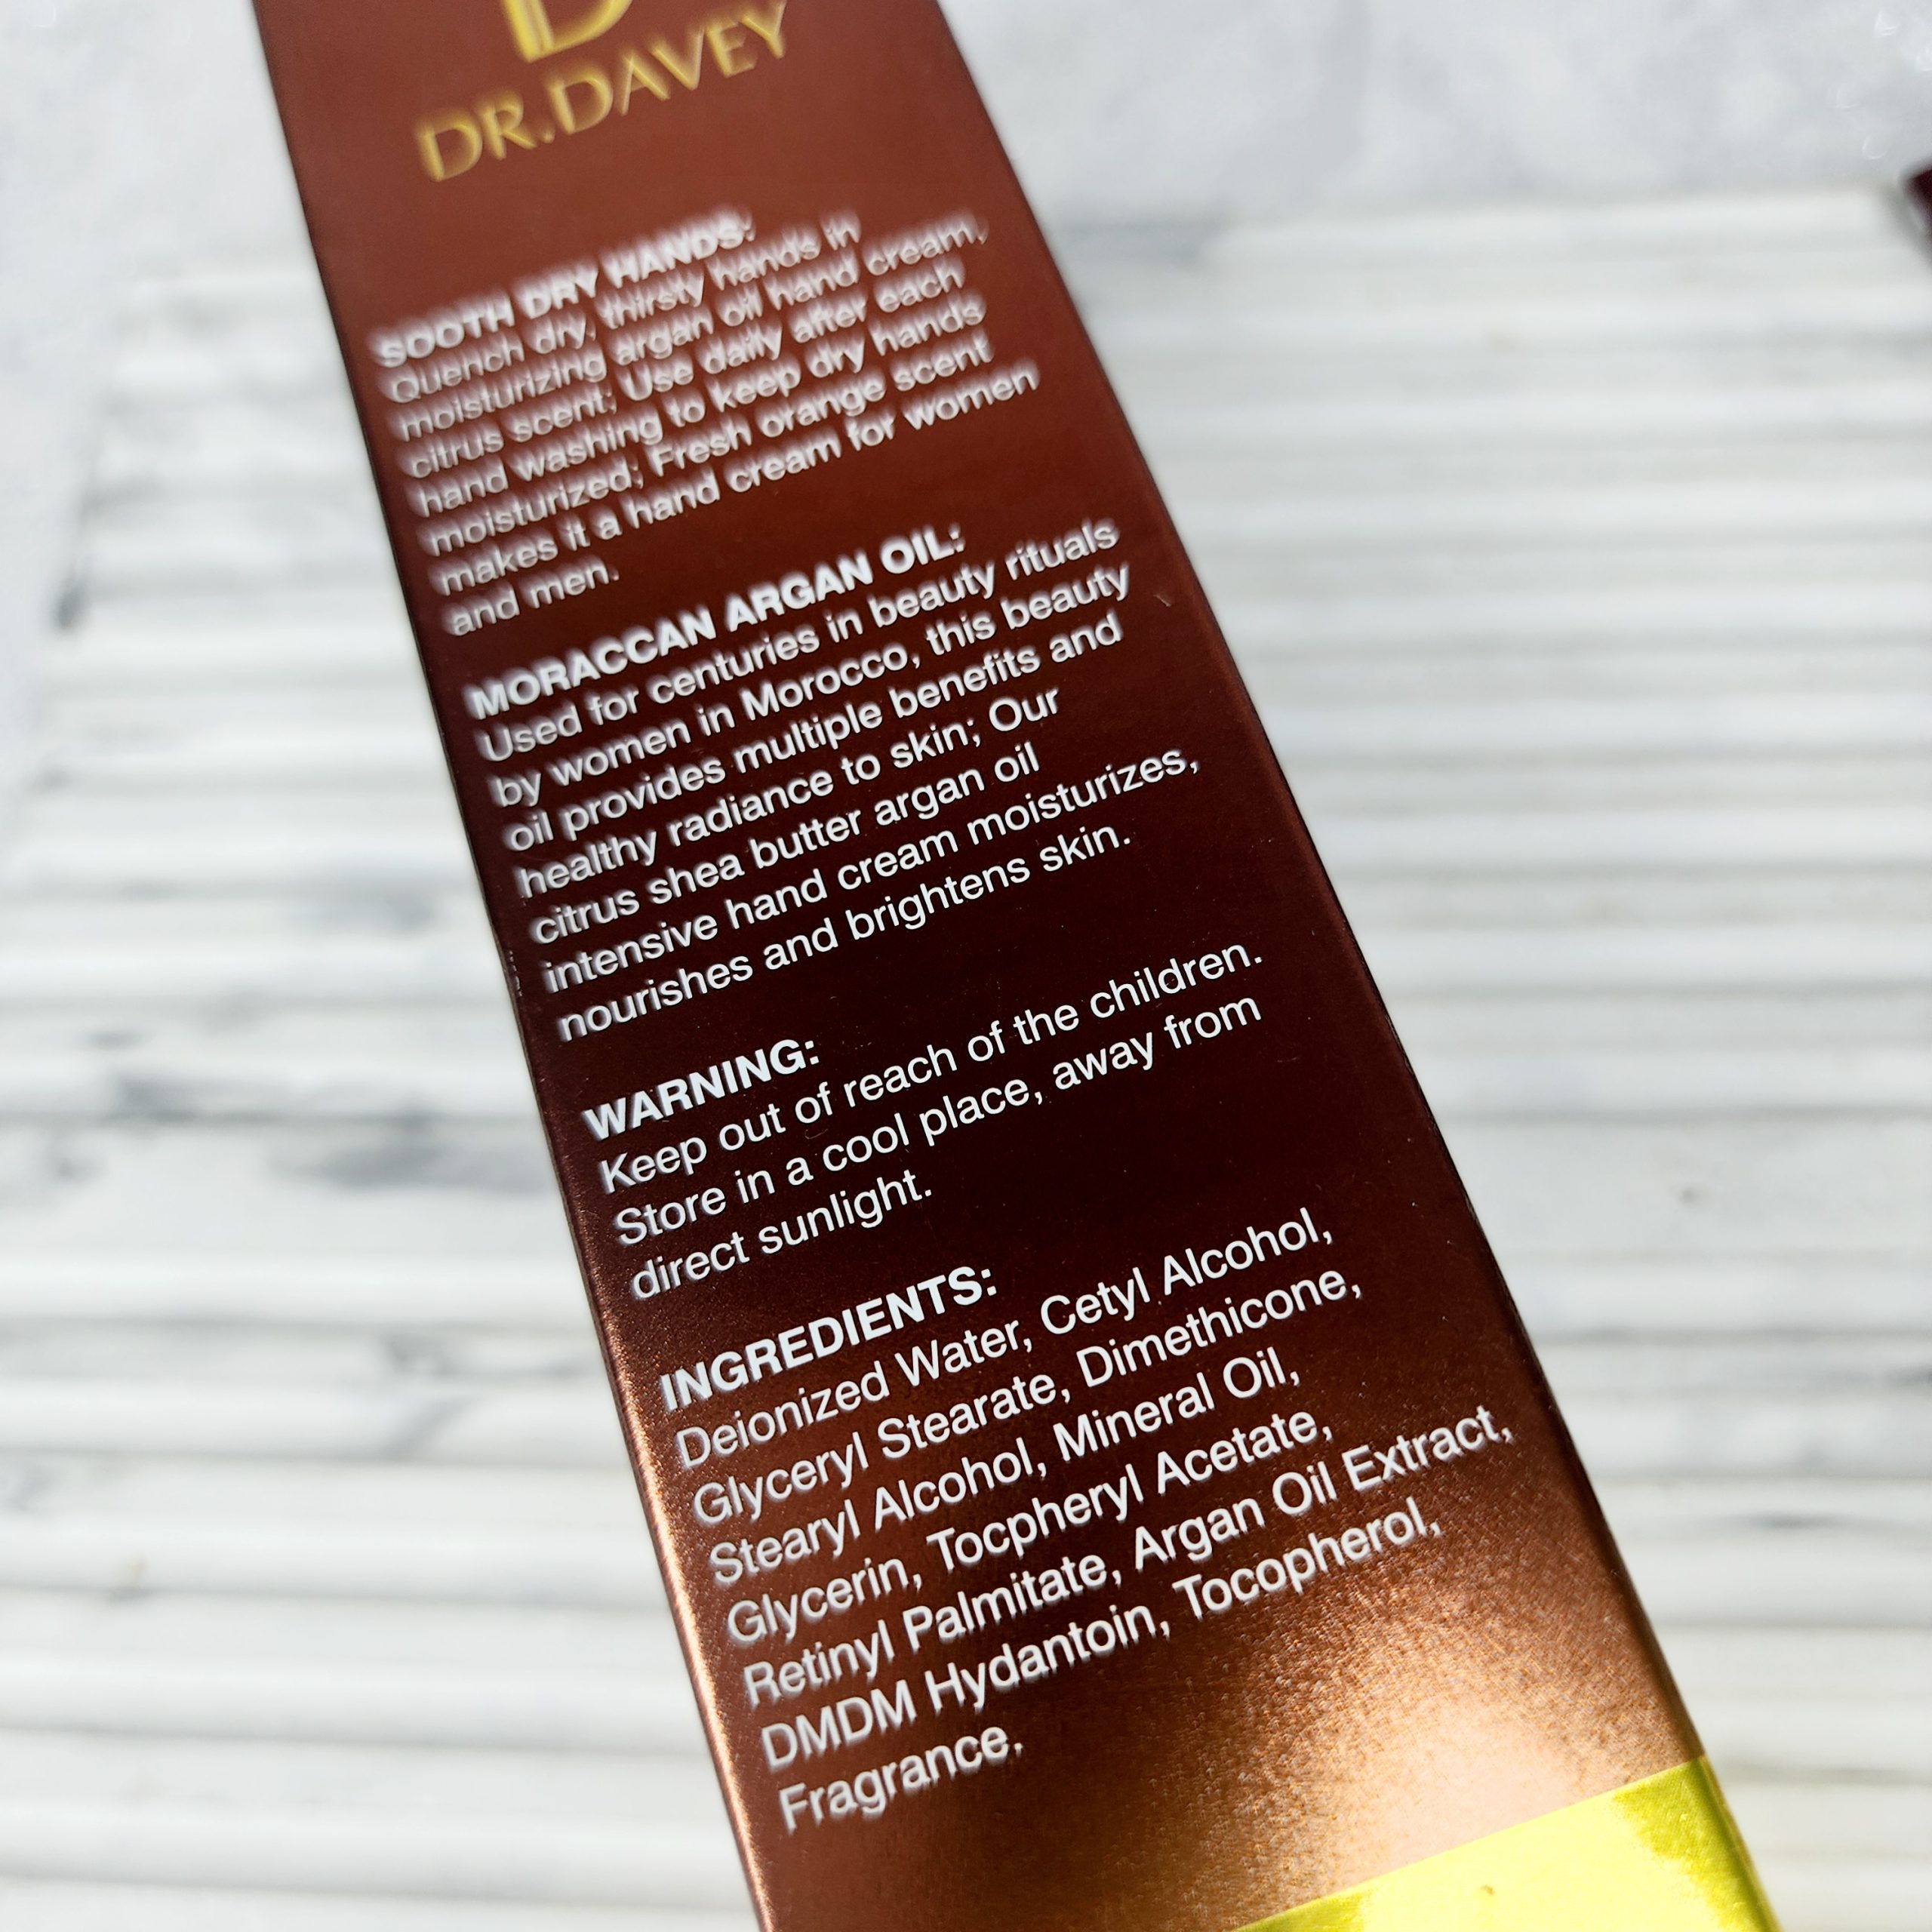 D
DR.DAVEY
SOOTH DRY HANDS:
Quench dry, thirsty hands in
moisturizing argan oil hand cream,
citrus scent; Use daily after each
hand washing to keep dry hands
moisturized; Fresh orange scent
makes it a hand cream for women
and men.
MORACCAN ARGAN OIL:
Used for centuries in beauty rituals
by women in Morocco, this beauty
oil provides multiple benefits and
healthy radiance to skin; Our
citrus shea butter argan oil
intensive hand cream moisturizes,
nourishes and brightens skin.
WARNING:
Keep out of reach of the children.
Store in a cool place, away from
direct sunlight.
INGREDIENTS:
Deionized Water, Cetyl Alcohol,
Glyceryl Stearate, Dimethicone,
Stearyl Alcohol, Mineral Oil,
Glycerin, Tocpheryl Acetate,
Retinyl Palmitate, Argan Oil Extract,
DMDM Hydantoin, Tocopherol,
Fragrance.